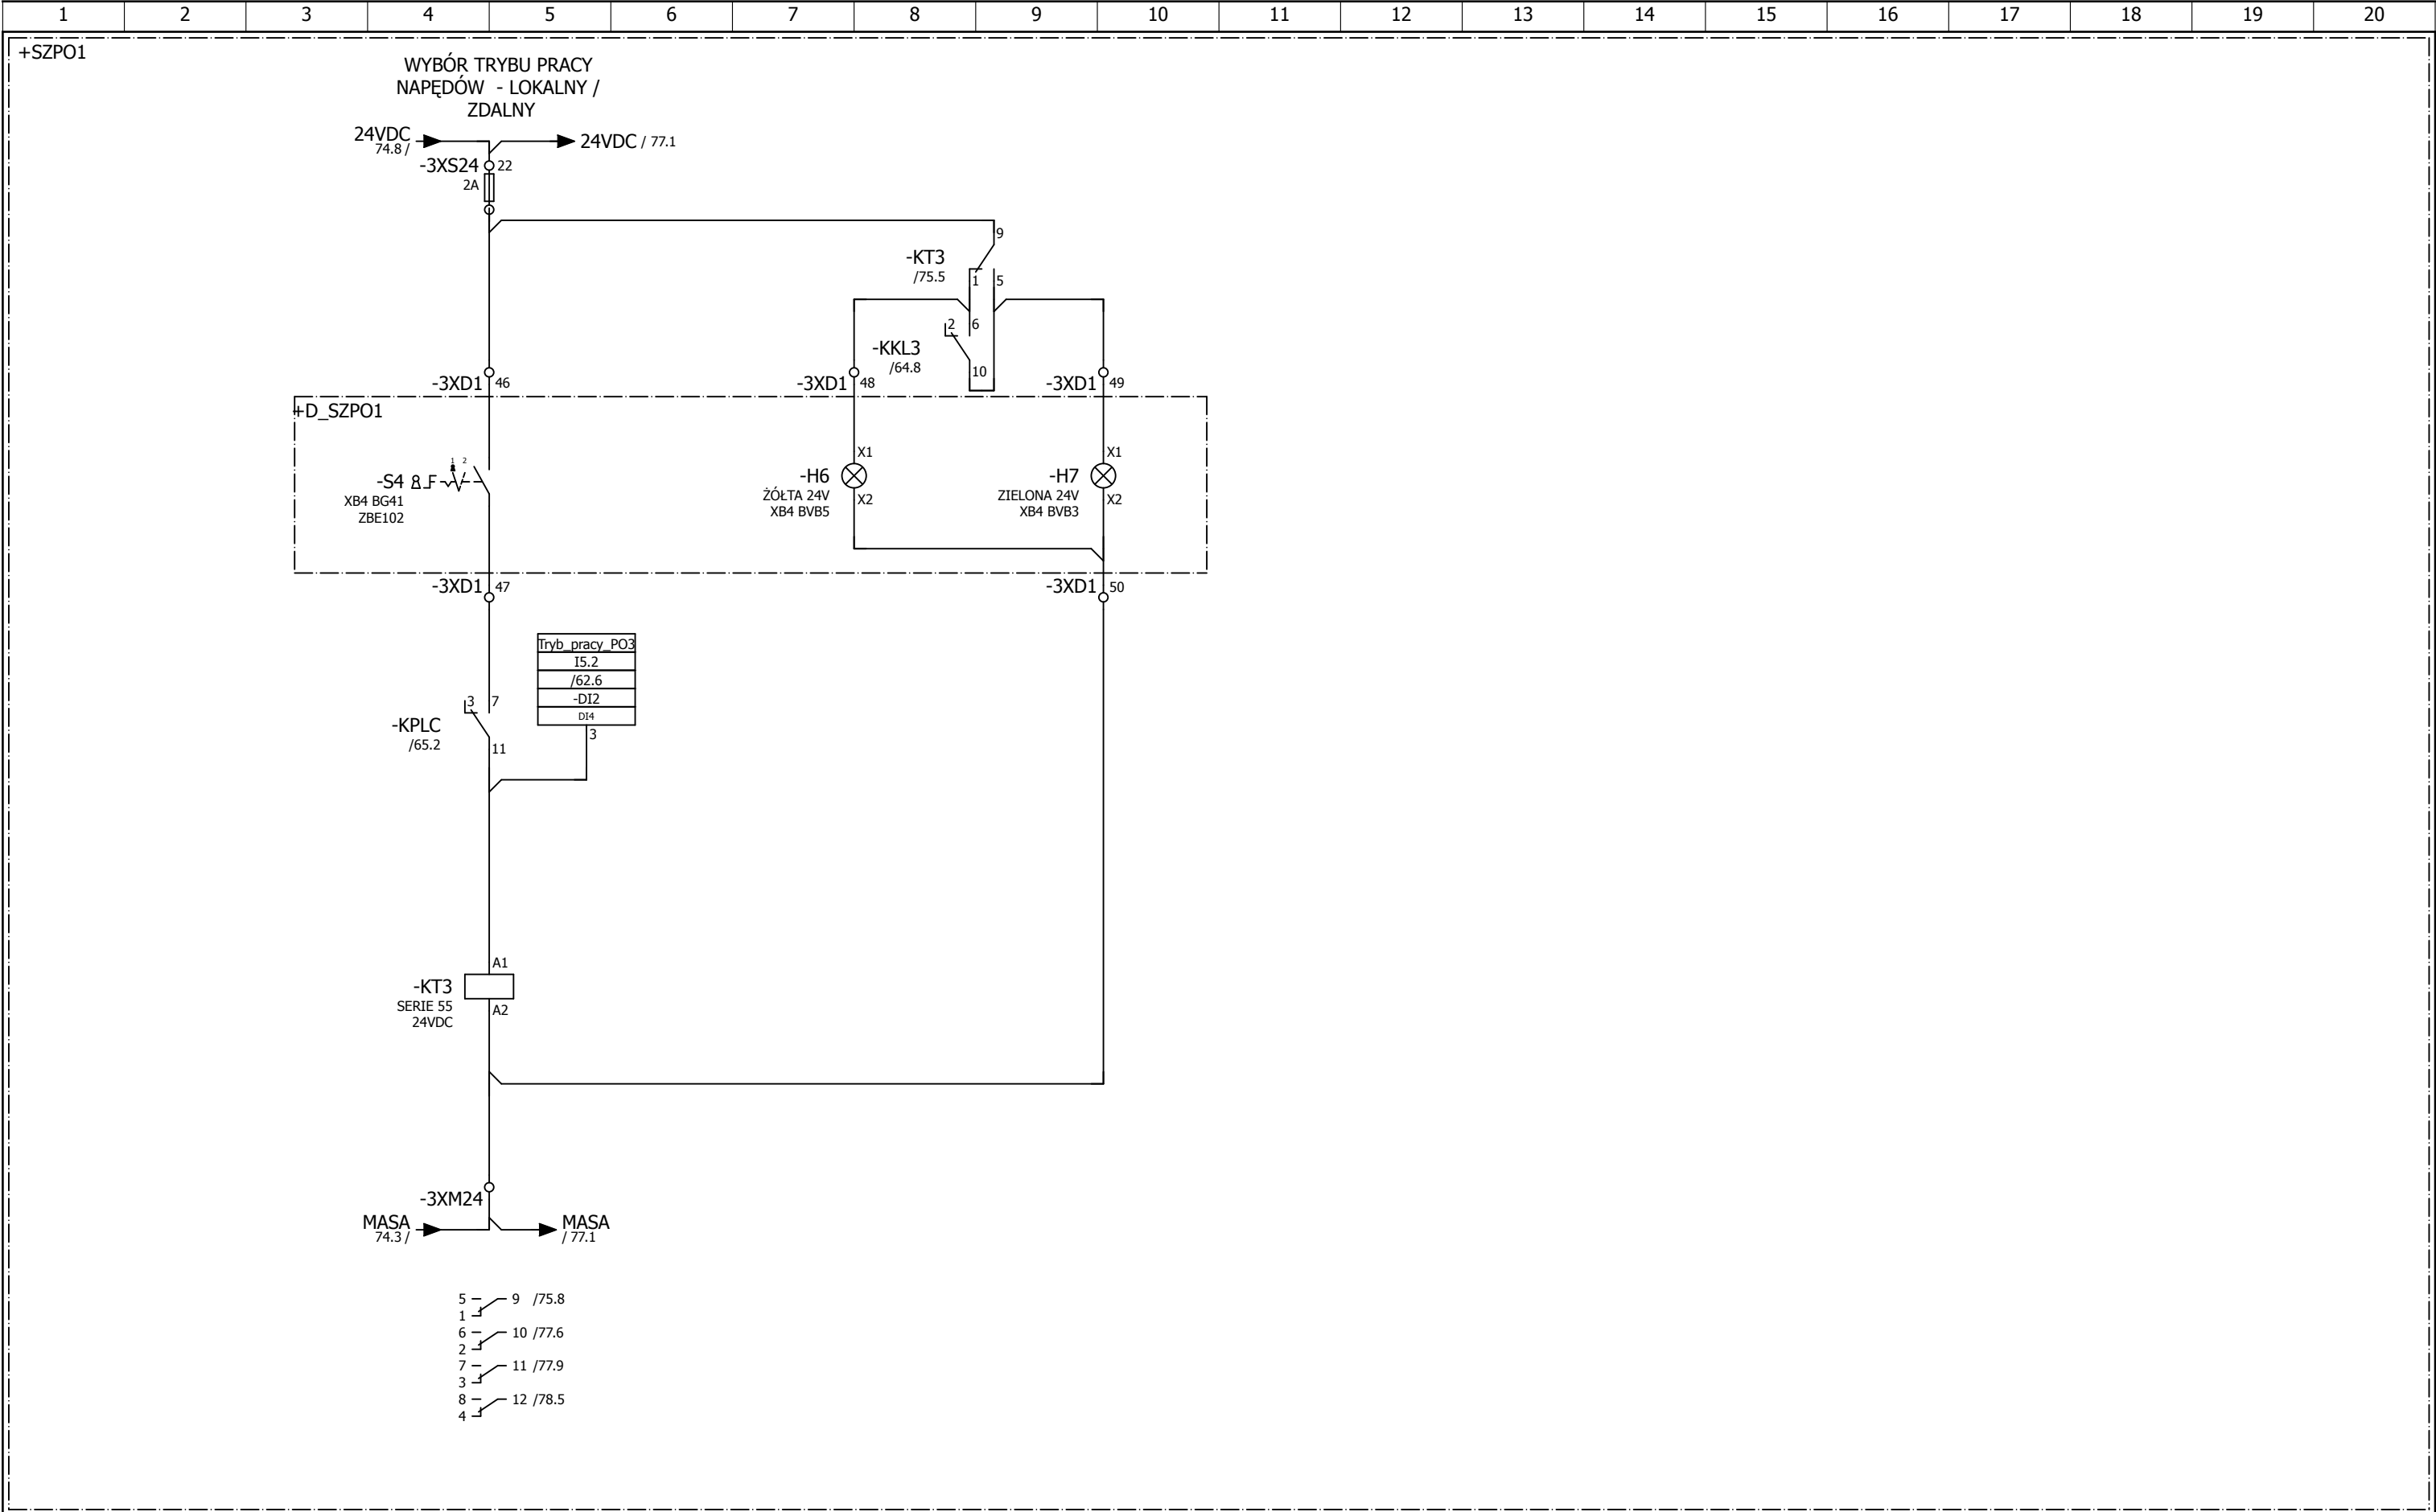 1 2 3 4 5 6 7 8 9 10 11 12 13 14 15 16 17 18 19 20
+SZPO1
WYBÓR TRYBU PRACY
NAPĘDÓW - LOKALNY /
ZDALNY
24VDC
74.8 /
24VDC / 77.1
-3XS24 22
2A
9
-KT3
/75.5
1 5
2 6
-KKL3
/64.8
10
-3XD1 46
-3XD1 48
-3XD1 49
+D_SZPO1
1 2
-S4
XB4 BG41
ZBE102
X1
-H6
ŻÓŁTA 24V
XB4 BVB5
X2
X1
-H7
ZIELONA 24V
XB4 BVB3
X2
-3XD1 47
-3XD1 50
Tryb_pracy_PO3
I5.2
/62.6
-DI2
DI4
3
3 7
-KPLC
/65.2
11
A1
-KT3
SERIE 55
24VDC
A2
-3XM24
MASA
74.3 /
MASA
/ 77.1
5 9 /75.8
1
6 10 /77.6
2
7 11 /77.9
3
8 12 /78.5
4